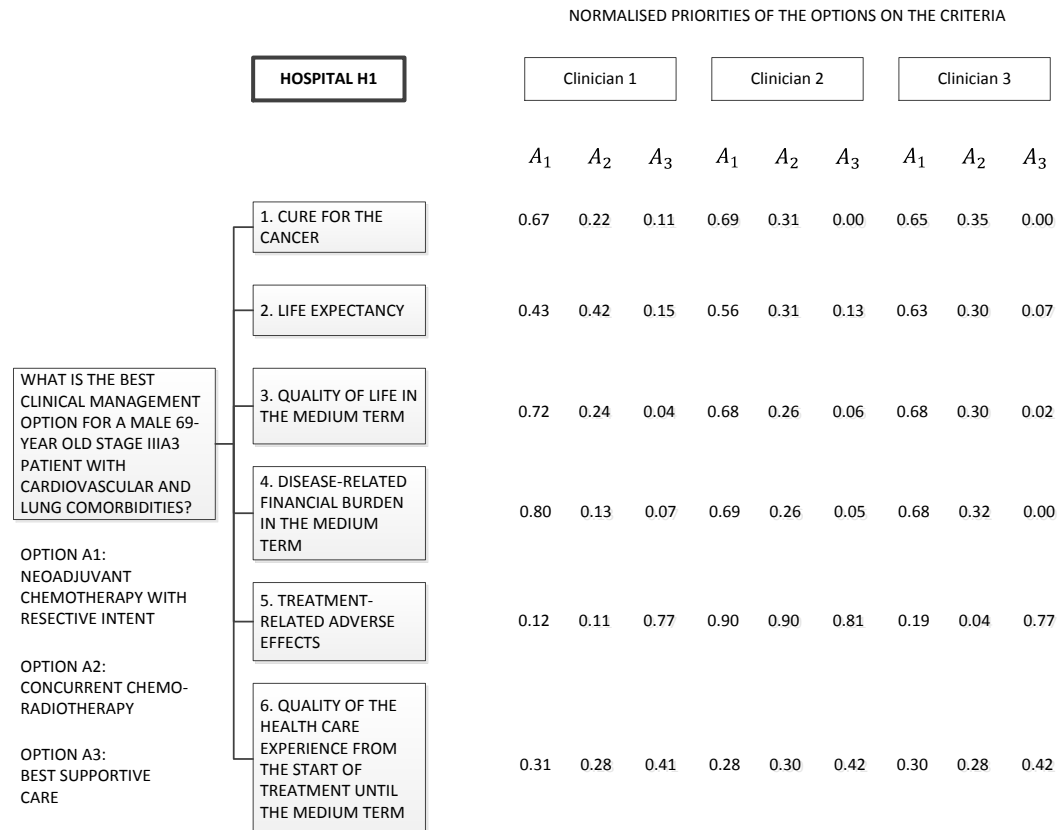 NORMALISED PRIORITIES OF THE OPTIONS ON THE CRITERIA
HOSPITAL H1
Clinician 1
Clinician 2
Clinician 3
A1 A2 A3 A1 A2 A3 A1 A2 A3
1. CURE FOR THE
CANCER
0.67 0.22 0.11 0.69 0.31 0.00 0.65 0.35 0.00
2. LIFE EXPECTANCY
0.43 0.42 0.15 0.56 0.31 0.13 0.63 0.30 0.07
WHAT IS THE BEST
CLINICAL MANAGEMENT
OPTION FOR A MALE 69-
YEAR OLD STAGE IIIA3
PATIENT WITH
CARDIOVASCULAR AND
LUNG COMORBIDITIES?
3. QUALITY OF LIFE IN
THE MEDIUM TERM
0.72 0.24 0.04 0.68 0.26 0.06 0.68 0.30 0.02
4. DISEASE-RELATED
FINANCIAL BURDEN
IN THE MEDIUM
TERM
0.80 0.13 0.07 0.69 0.26 0.05 0.68 0.32 0.00
OPTION A1:
NEOADJUVANT
CHEMOTHERAPY WITH
RESECTIVE INTENT
5. TREATMENT-
RELATED ADVERSE
EFFECTS
0.12 0.11 0.77 0.90 0.90 0.81 0.19 0.04 0.77
OPTION A2:
CONCURRENT CHEMO-
RADIOTHERAPY
6. QUALITY OF THE
HEALTH CARE
EXPERIENCE FROM
THE START OF
TREATMENT UNTIL
THE MEDIUM TERM
0.31 0.28 0.41 0.28 0.30 0.42 0.30 0.28 0.42
OPTION A3:
BEST SUPPORTIVE
CARE